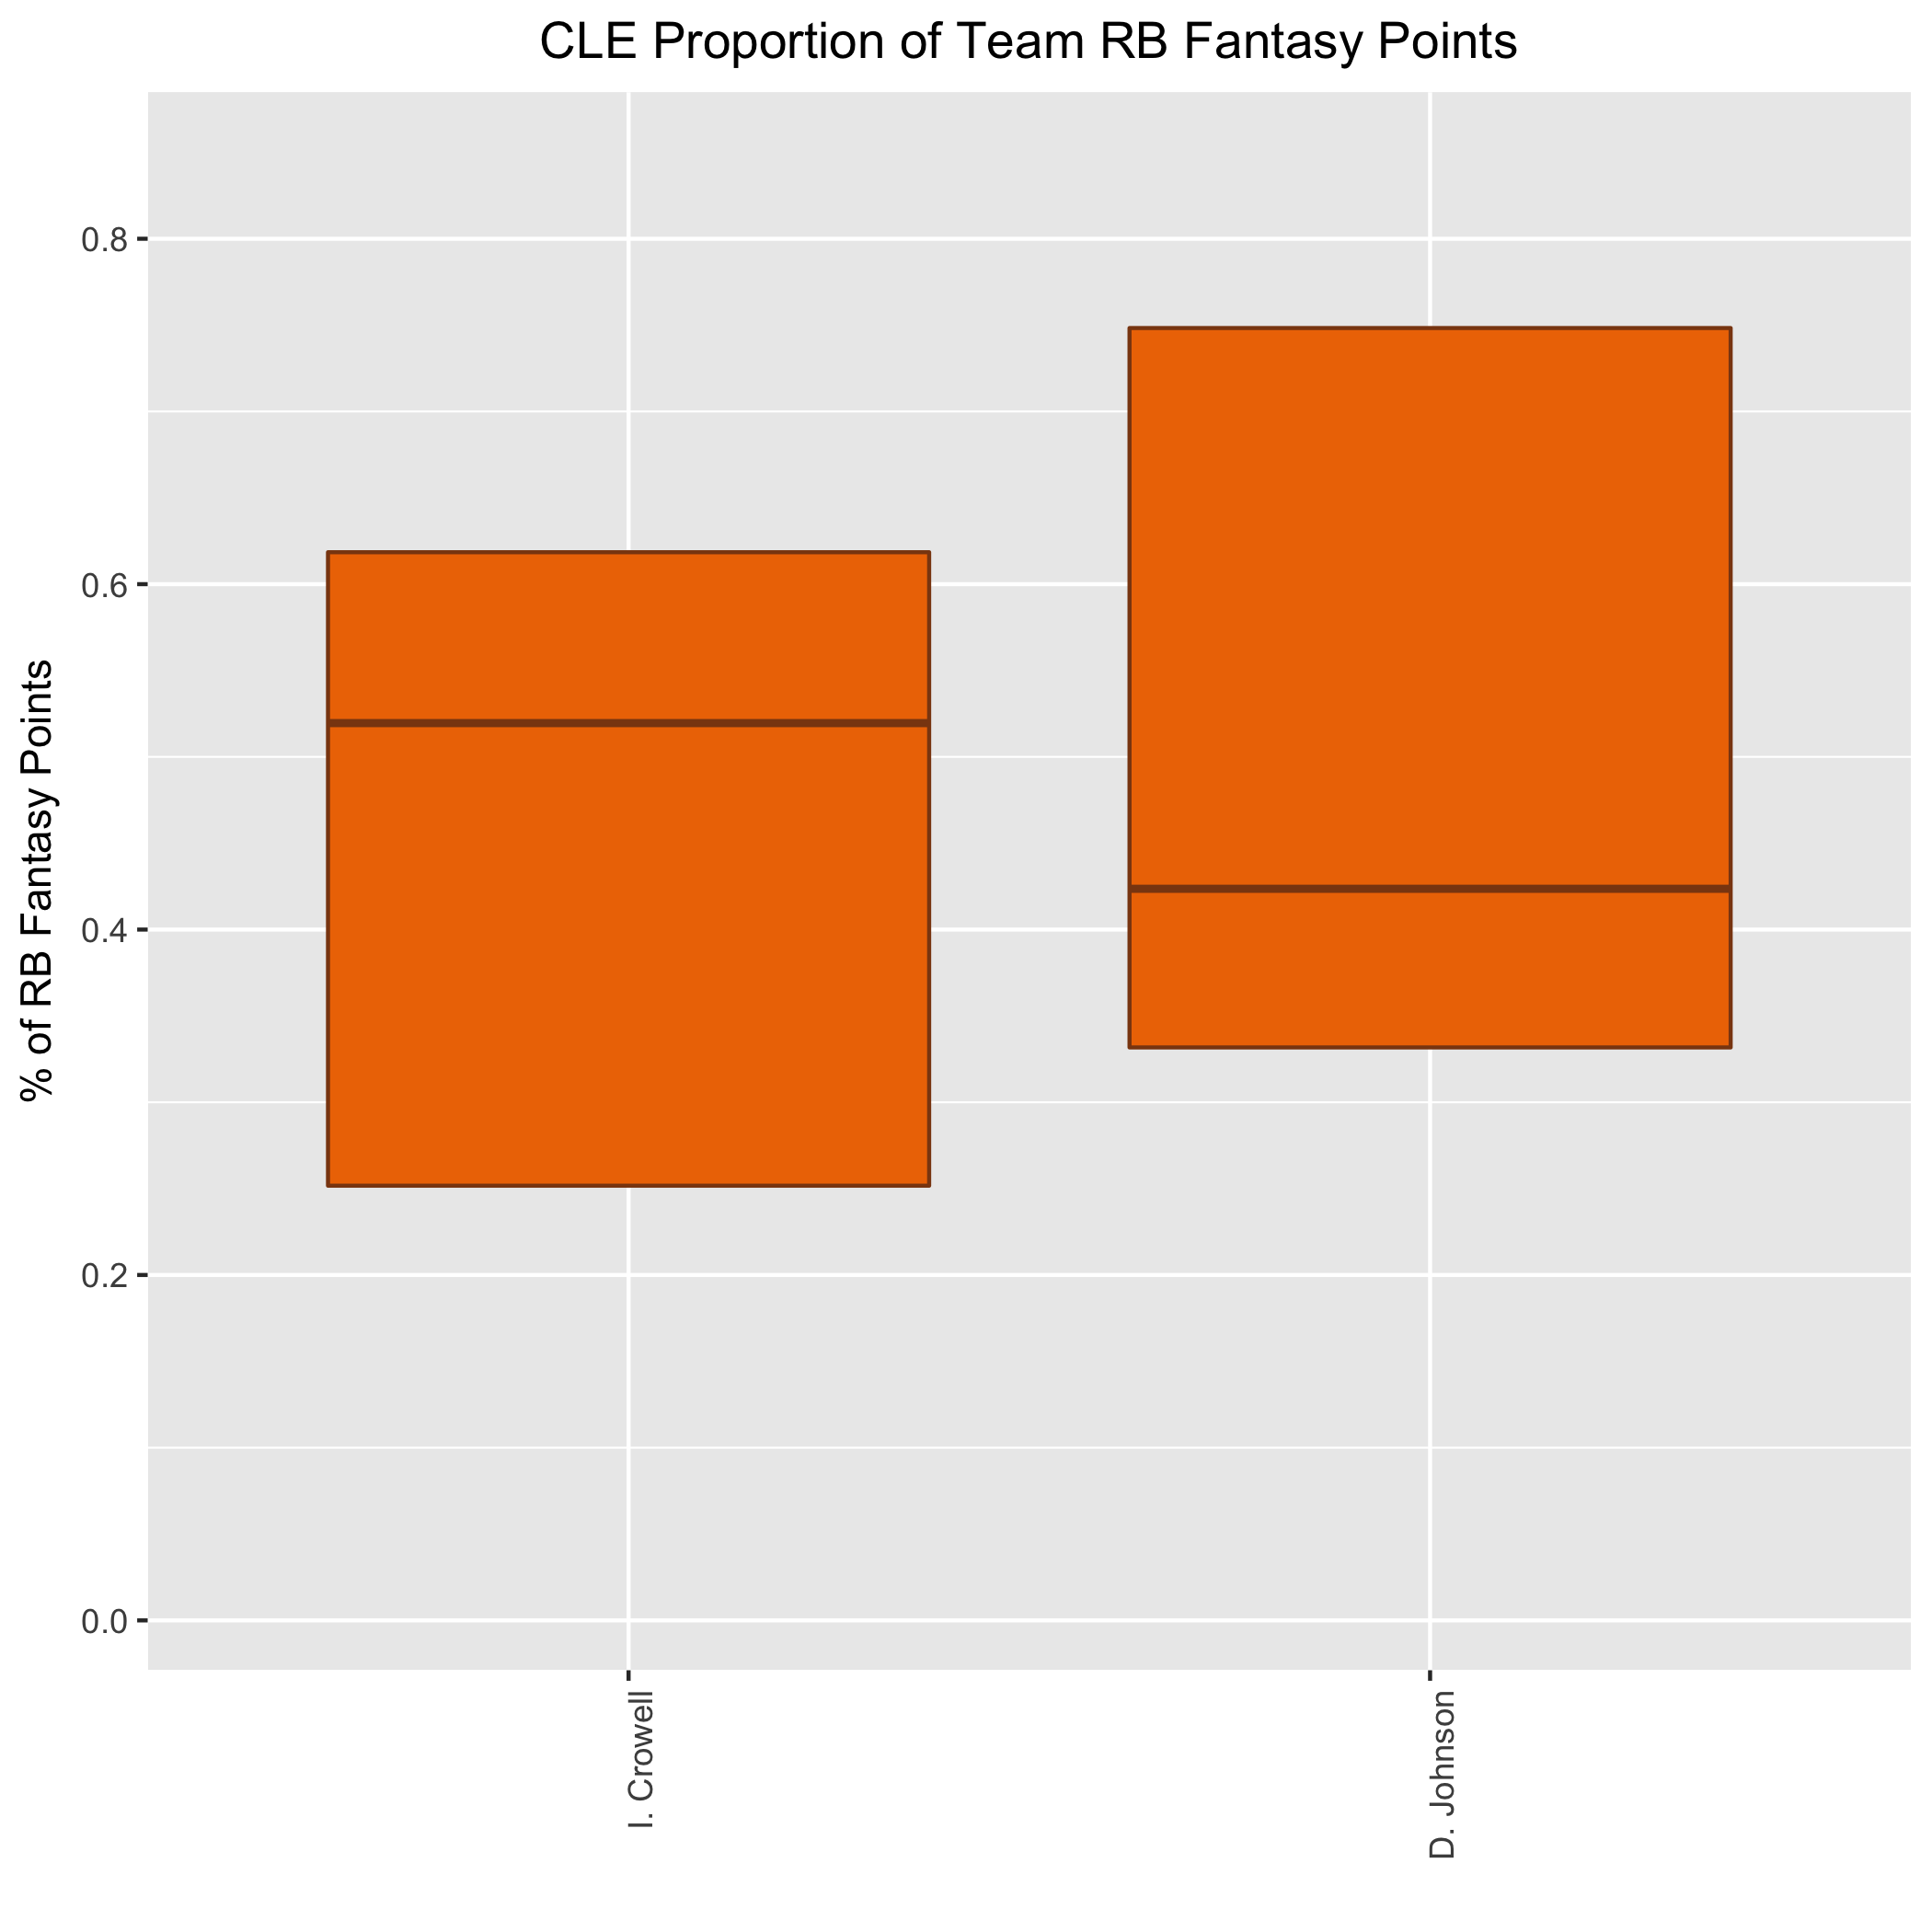 CLE Proportion of Team RB Fantasy Points
% of RB Fantasy Points
0.8
0.6
0.4
0.2
0.0
I. Crowell
D. Johnson